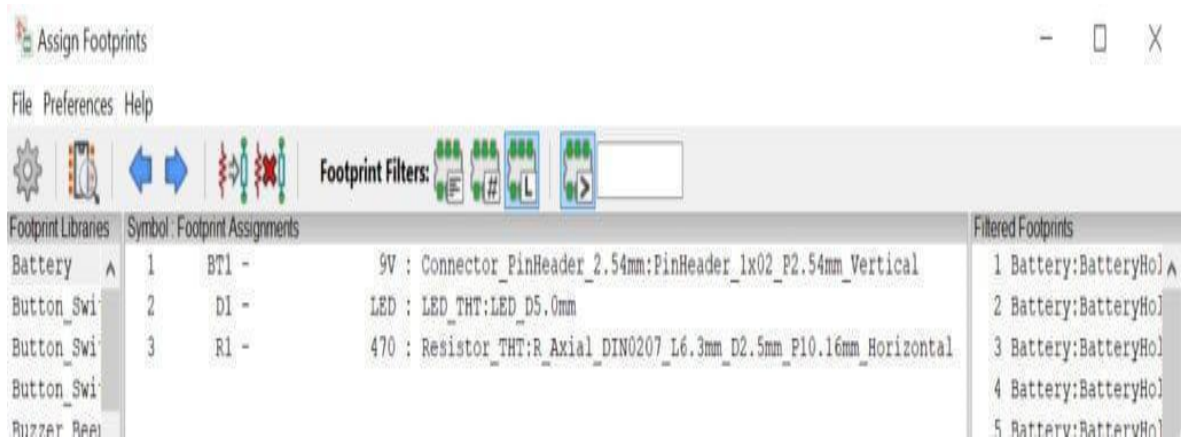 Assign Footprints
File Preferences Help
Footprint Filters:
# L >
Footprint Libraries Symbol : Footprint Assignments Filtered Footprints
Battery 1 BT1 - 9V : Connector_PinHeader_2.54mm:PinHeader_1x02_P2.54mm_Vertical 1 Battery:BatteryHol
Button_Swi 2 D1 - LED : LED_THT:LED_D5.0mm 2 Battery:BatteryHol
Button_Swi 3 R1 - 470 : Resistor_THT:R_Axial_DIN0207_L6.3mm_D2.5mm_P10.16mm_Horizontal 3 Battery:BatteryHol
Button_Swi 4 Battery:BatteryHol
Buzzer_Beep 5 Battery:BatteryHol